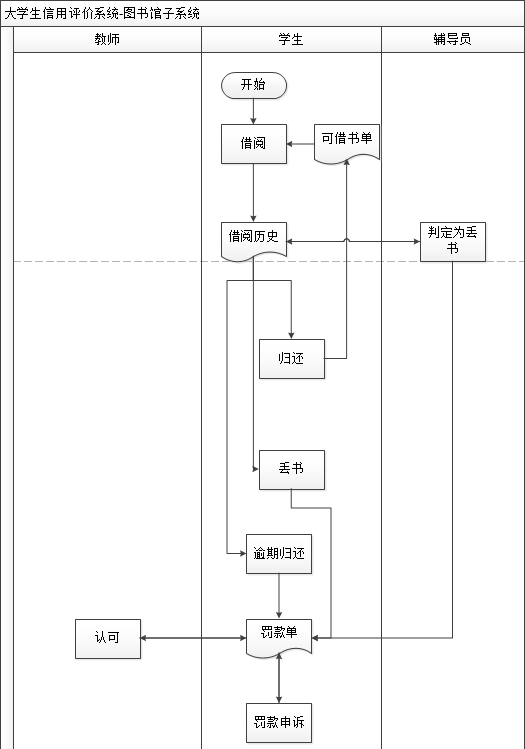 大学生信用评价系统-图书馆子系统
教师
学生
辅导员
开始
借阅
可借书单
借阅历史
判定为丢
书
归还
丢书
逾期归还
认可
罚款单
罚款申诉